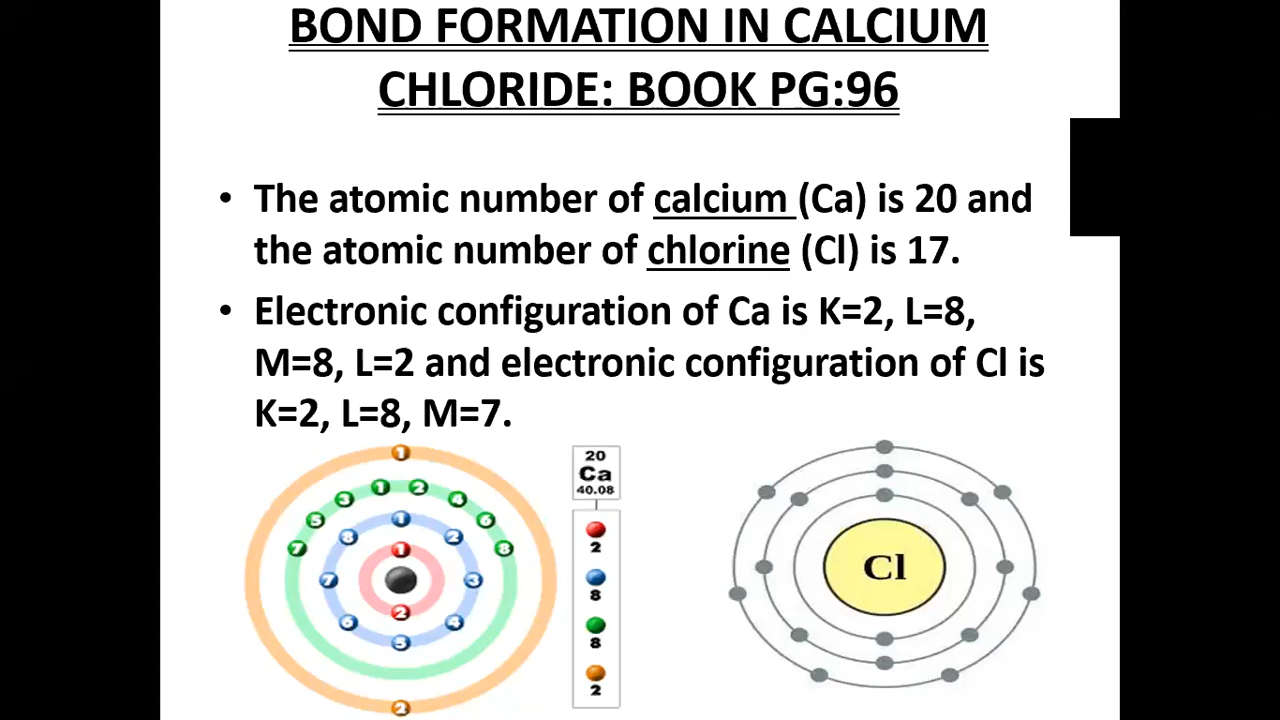 BOND FORMATION IN CALCIUM
CHLORIDE: BOOK PG:96
• The atomic number of calcium (Ca) is 20 and
the atomic number of chlorine (Cl) is 17.
• Electronic configuration of Ca is K=2, L=8,
M=8, L=2 and electronic configuration of Cl is
K=2, L=8, M=7.
1
3 1 2 4
5 6
7 8
1
8 2
7 3
6 4
5
1
2
2
20
Ca
40.08
2
8
8
2
Cl